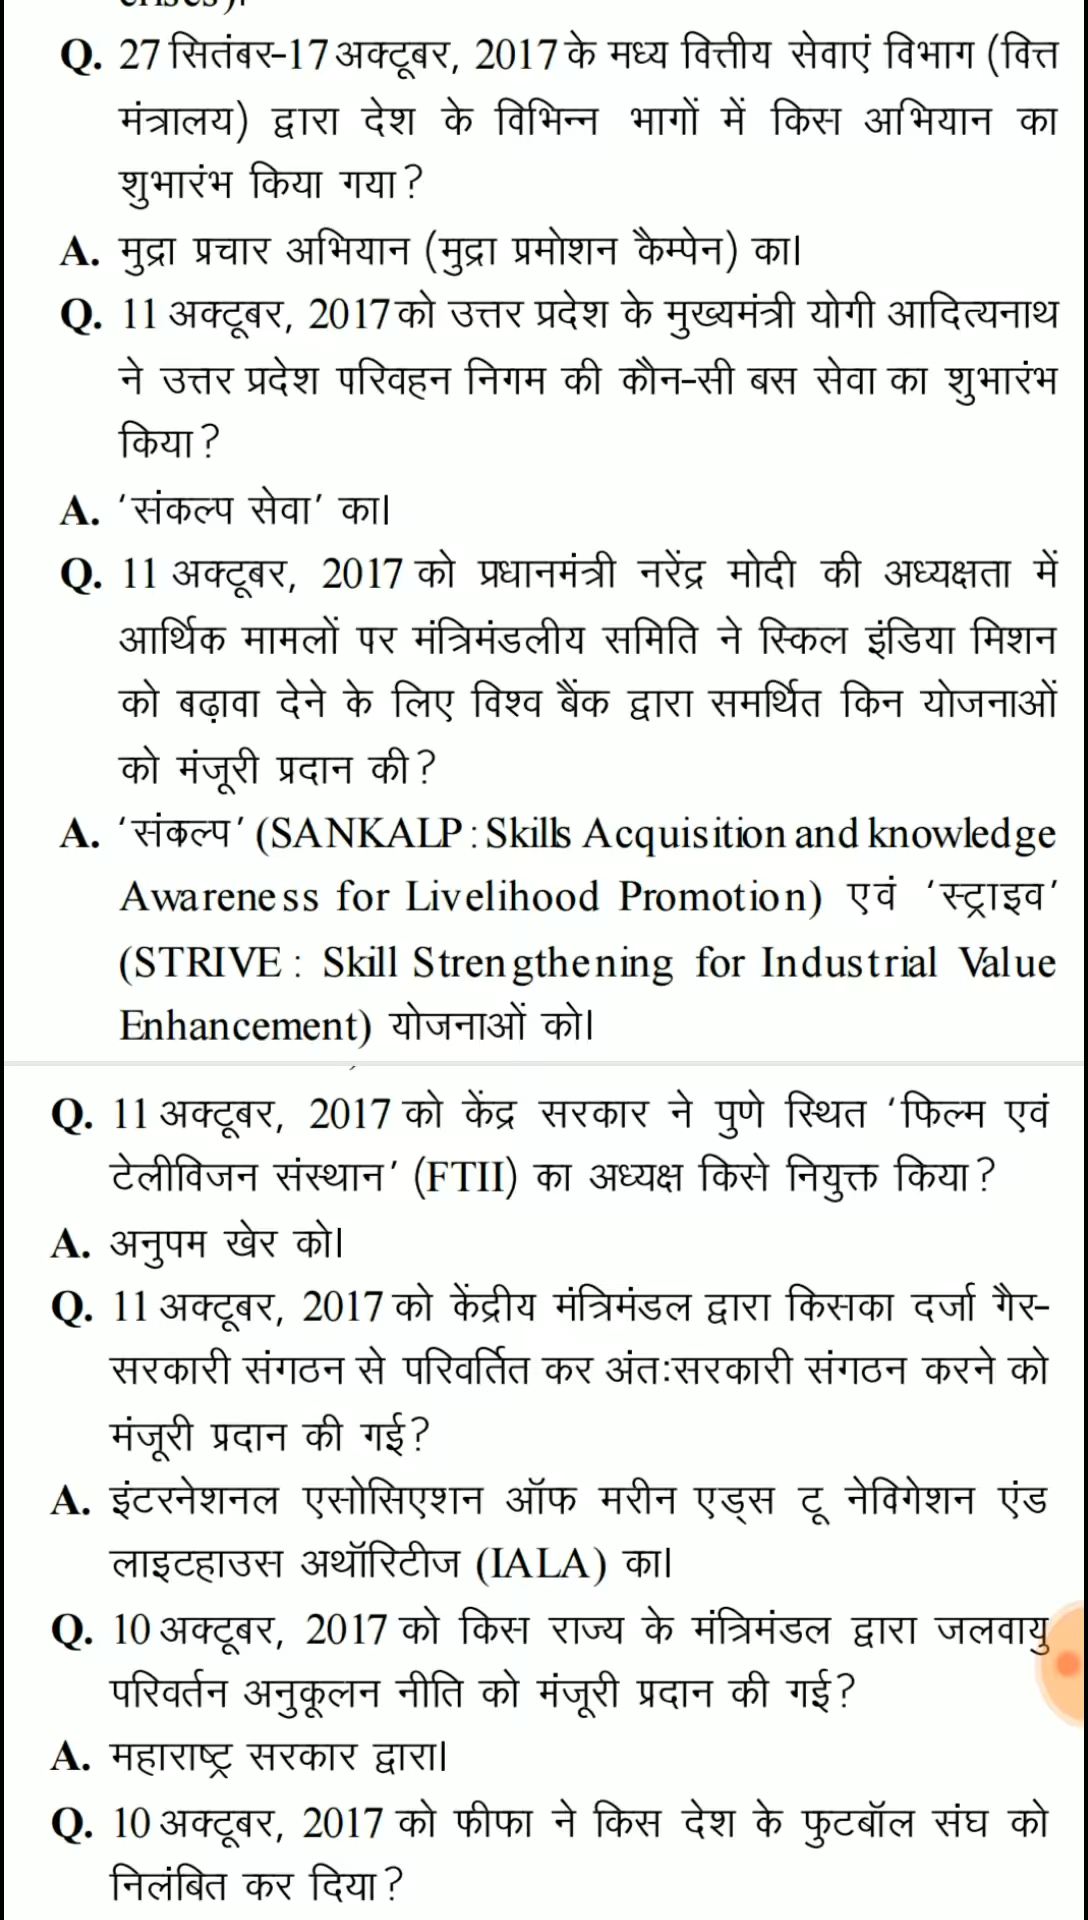 Q. 27 सितंबर-17 अक्टूबर, 2017 के मध्य वित्तीय सेवाएं विभाग (वित्त
मंत्रालय) द्वारा देश के विभिन्न भागों में किस अभियान का
शुभारंभ किया गया?
A. मुद्रा प्रचार अभियान (मुद्रा प्रमोशन कैम्पेन) का।
Q. 11 अक्टूबर, 2017 को उत्तर प्रदेश के मुख्यमंत्री योगी आदित्यनाथ
ने उत्तर प्रदेश परिवहन निगम की कौन-सी बस सेवा का शुभारंभ
किया?
A. ‘संकल्प सेवा’ का।
Q. 11 अक्टूबर, 2017 को प्रधानमंत्री नरेंद्र मोदी की अध्यक्षता में
आर्थिक मामलों पर मंत्रिमंडलीय समिति ने स्किल इंडिया मिशन
को बढ़ावा देने के लिए विश्व बैंक द्वारा समर्थित किन योजनाओं
को मंजूरी प्रदान की?
A. ‘संकल्प’ (SANKALP : Skills Acquisition and knowledge
Awareness for Livelihood Promotion) एवं ‘स्ट्राइव’
(STRIVE : Skill Strengthening for Industrial Value
Enhancement) योजनाओं को।
Q. 11 अक्टूबर, 2017 को केंद्र सरकार ने पुणे स्थित ‘फिल्म एवं
टेलीविजन संस्थान’ (FTII) का अध्यक्ष किसे नियुक्त किया?
A. अनुपम खेर को।
Q. 11 अक्टूबर, 2017 को केंद्रीय मंत्रिमंडल द्वारा किसका दर्जा गैर-
सरकारी संगठन से परिवर्तित कर अंतःसरकारी संगठन करने को
मंजूरी प्रदान की गई?
A. इंटरनेशनल एसोसिएशन ऑफ मरीन एड्स टू नेविगेशन एंड
लाइटहाउस अथॉरिटीज (IALA) का।
Q. 10 अक्टूबर, 2017 को किस राज्य के मंत्रिमंडल द्वारा जलवायु
परिवर्तन अनुकूलन नीति को मंजूरी प्रदान की गई?
A. महाराष्ट्र सरकार द्वारा।
Q. 10 अक्टूबर, 2017 को फीफा ने किस देश के फुटबॉल संघ को
निलंबित कर दिया?